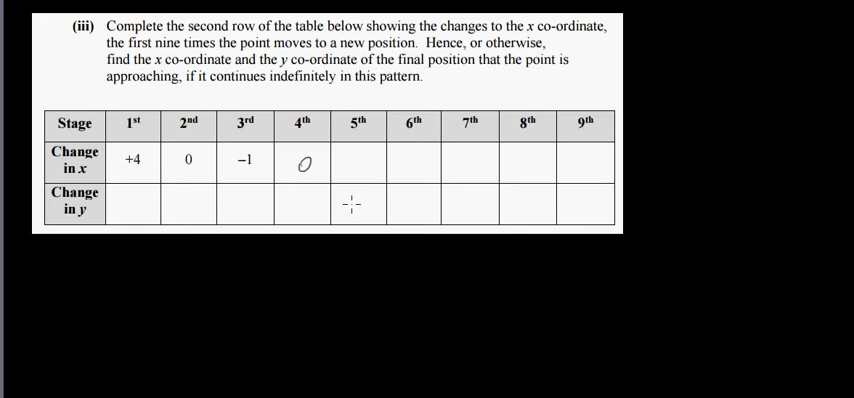 (iii) Complete the second row of the table below showing the changes to the x co-ordinate,
the first nine times the point moves to a new position. Hence, or otherwise,
find the x co-ordinate and the y co-ordinate of the final position that the point is
approaching, if it continues indefinitely in this pattern.
Stage 1st 2nd 3rd 4th 5th 6th 7th 8th 9th
Change
in x +4 0 −1 0
Change
in y